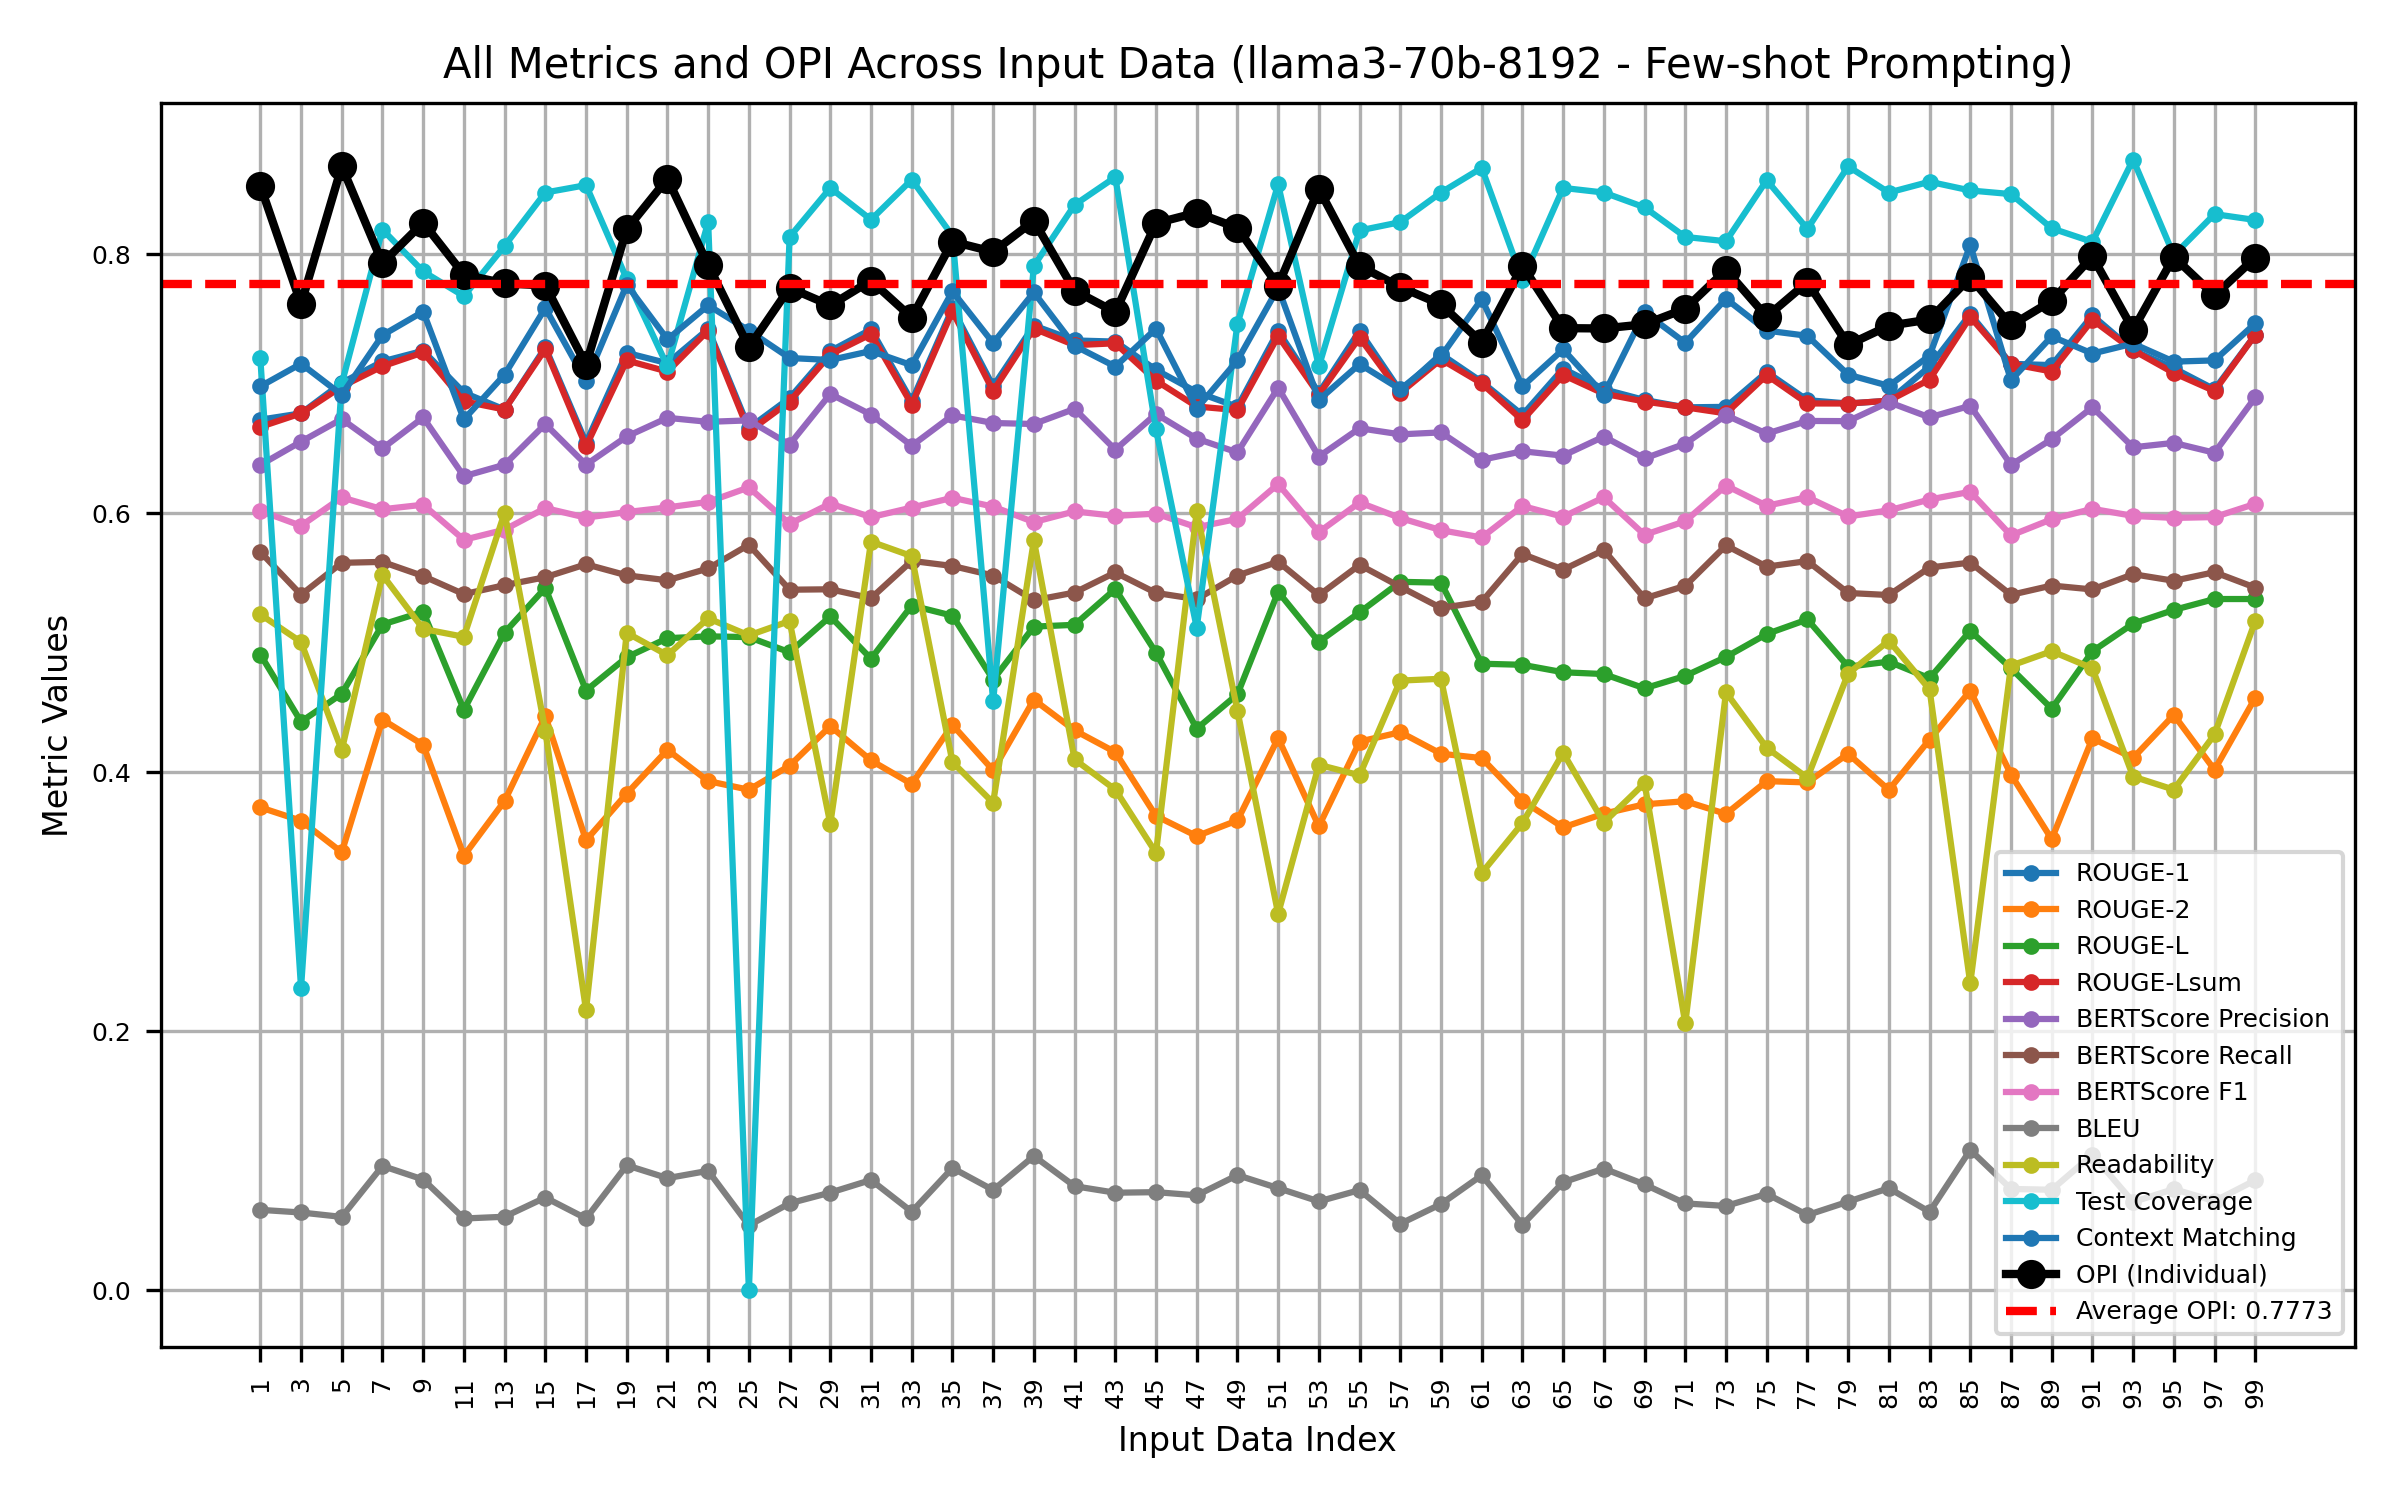 All Metrics and OPI Across Input Data (llama3-70b-8192 - Few-shot Prompting)
Metric Values
0.8
0.6
0.4
0.2
0.0
ROUGE-1
ROUGE-2
ROUGE-L
ROUGE-Lsum
BERTScore Precision
BERTScore Recall
BERTScore F1
BLEU
Readability
Test Coverage
Context Matching
OPI (Individual)
Average OPI: 0.7773
1 3 5 7 9 11 13 15 17 19 21 23 25 27 29 31 33 35 37 39 41 43 45 47 49 51 53 55 57 59 61 63 65 67 69 71 73 75 77 79 81 83 85 87 89 91 93 95 97 99
Input Data Index